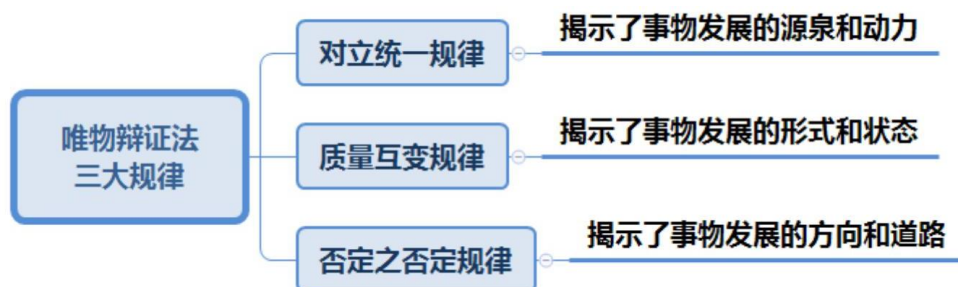 唯物辩证法
三大规律
对立统一规律
揭示了事物发展的源泉和动力
质量互变规律
揭示了事物发展的形式和状态
否定之否定规律
揭示了事物发展的方向和道路